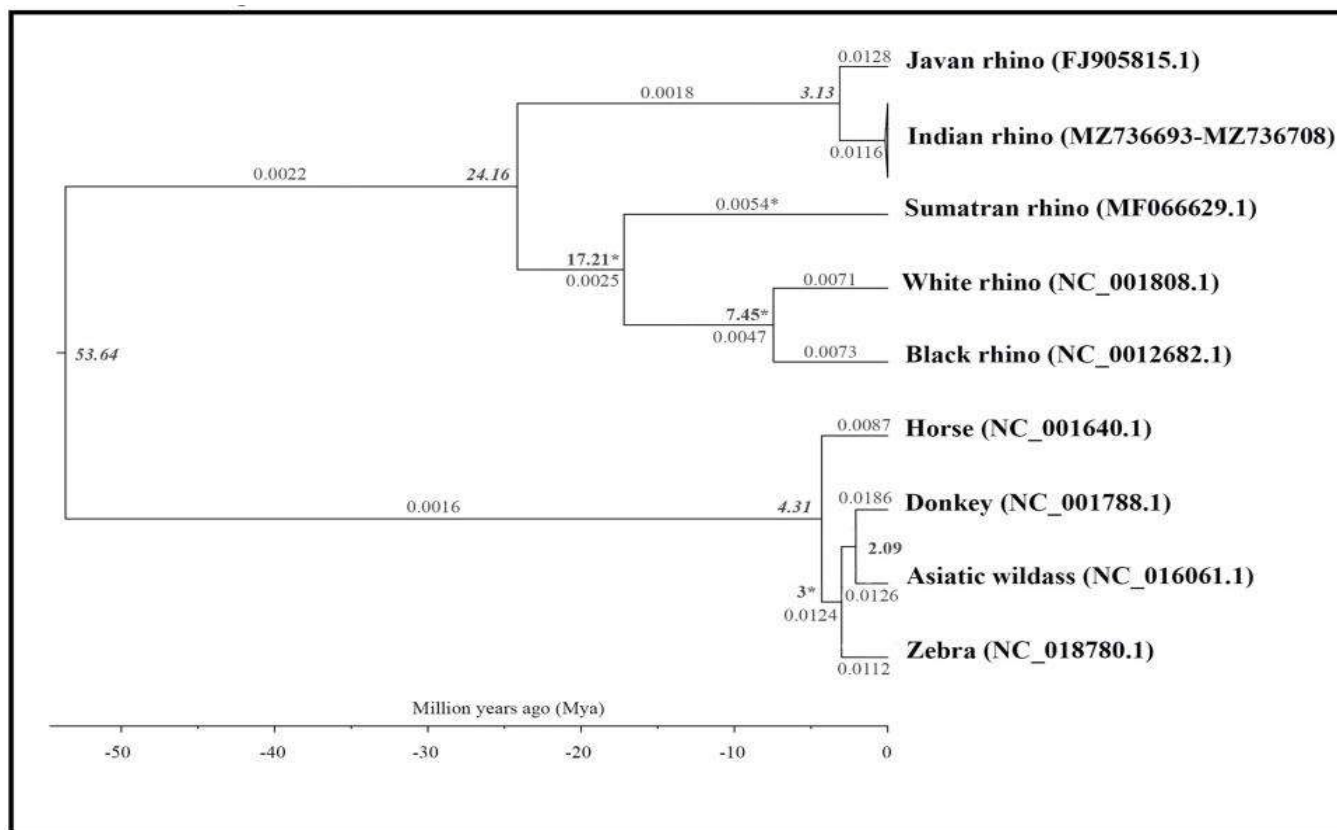 0.0128
Javan rhino (FJ905815.1)
0.0018
3.13
Indian rhino (MZ736693-MZ736708)
0.0116
0.0022
24.16
0.0054*
Sumatran rhino (MF066629.1)
17.21*
0.0025
0.0071
White rhino (NC_001808.1)
7.45*
0.0047
0.0073
Black rhino (NC_0012682.1)
53.64
0.0087
Horse (NC_001640.1)
0.0016
4.31
0.0186
Donkey (NC_001788.1)
2.09
Asiatic wildass (NC_016061.1)
3*
0.0126
0.0124
Zebra (NC_018780.1)
0.0112
Million years ago (Mya)
-50 -40 -30 -20 -10 0